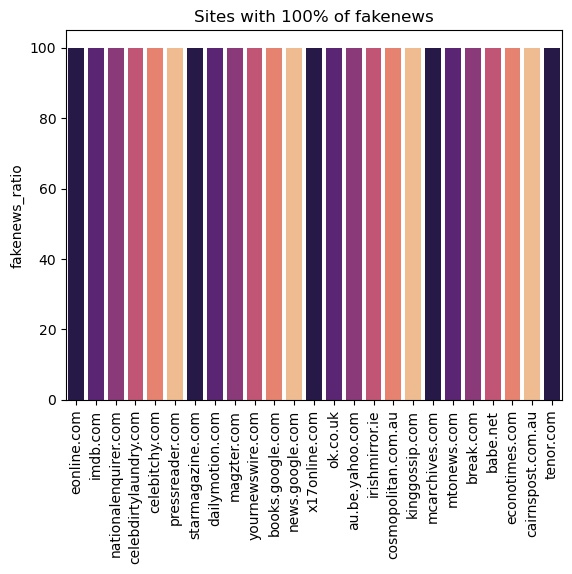 Sites with 100% of fakenews
fakenews_ratio
100
80
60
40
20
0
eonline.com
imdb.com
nationalenquirer.com
celebdirtylaundry.com
celebitchy.com
pressreader.com
starmagazine.com
dailymotion.com
magzter.com
yournewswire.com
books.google.com
news.google.com
x17online.com
ok.co.uk
au.be.yahoo.com
irishmirror.ie
cosmopolitan.com.au
kinggossip.com
mcarchives.com
mtonews.com
break.com
babe.net
econotimes.com
cairnspost.com.au
tenor.com